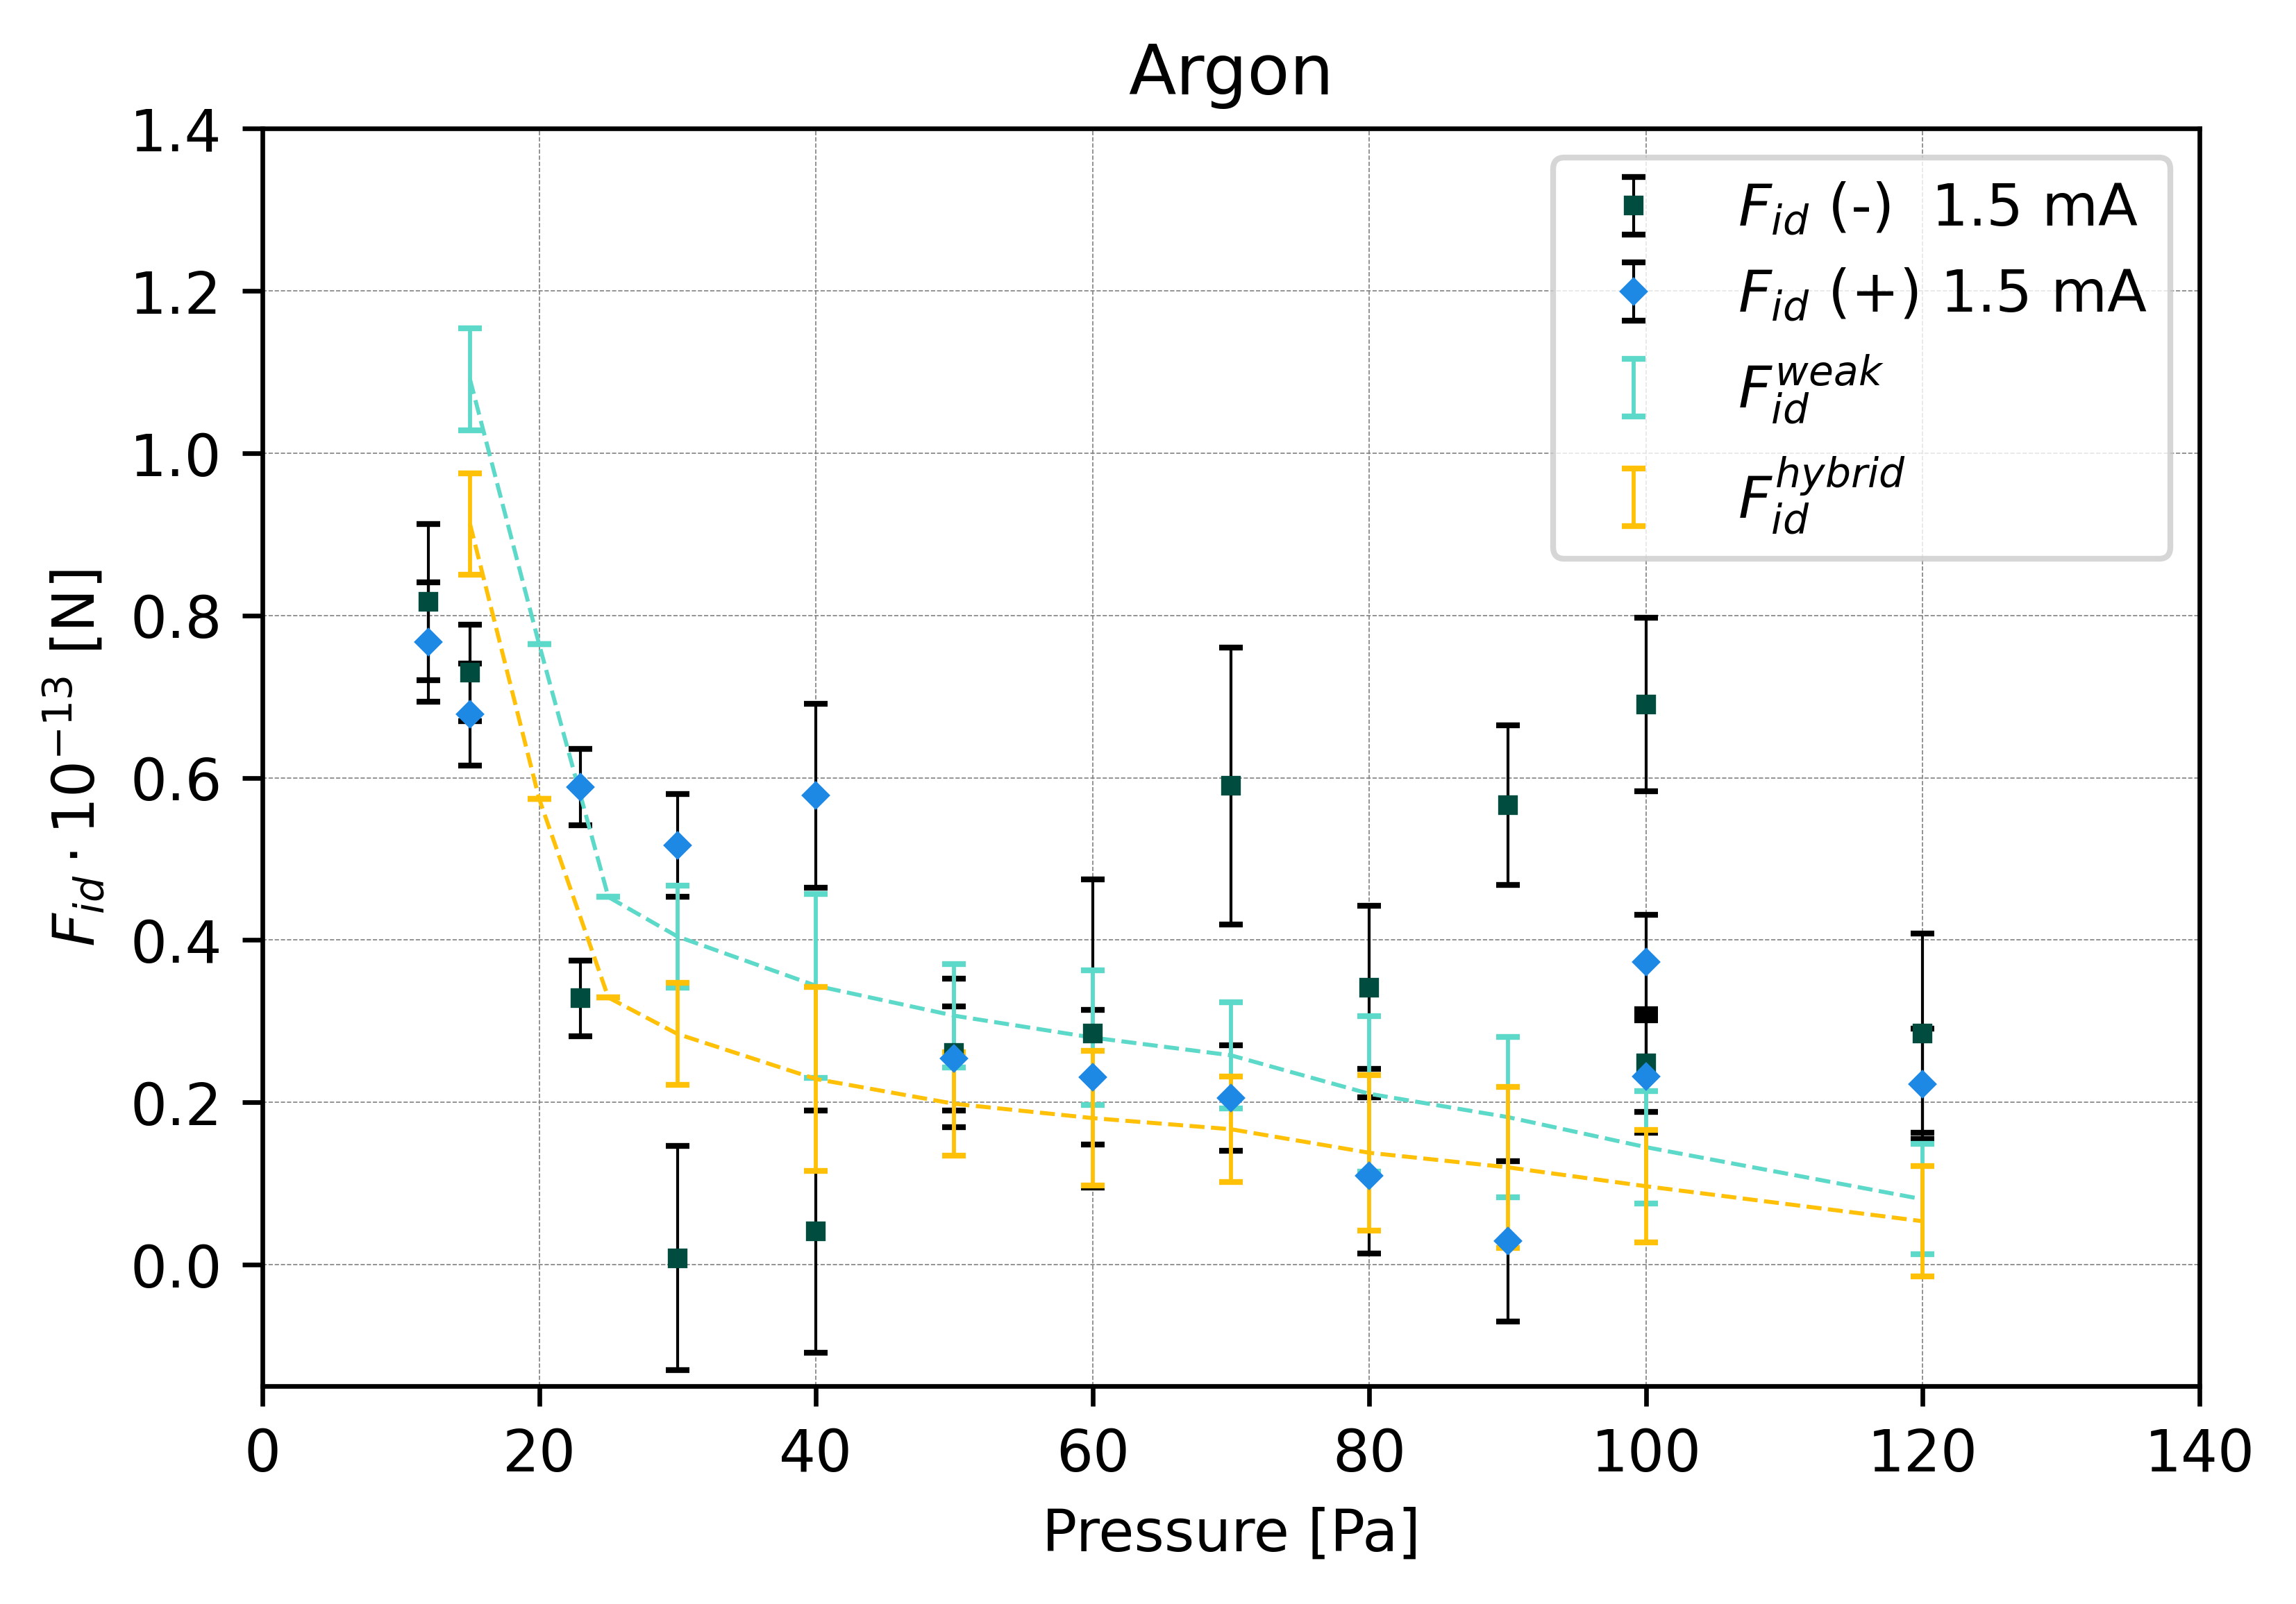 Argon
1.4
1.2
1.0
0.8
0.6
0.4
0.2
0.0
F_id · 10^−13 [N]
F_id (-) 1.5 mA
F_id (+) 1.5 mA
F_id^weak
F_id^hybrid
0 20 40 60 80 100 120 140
Pressure [Pa]